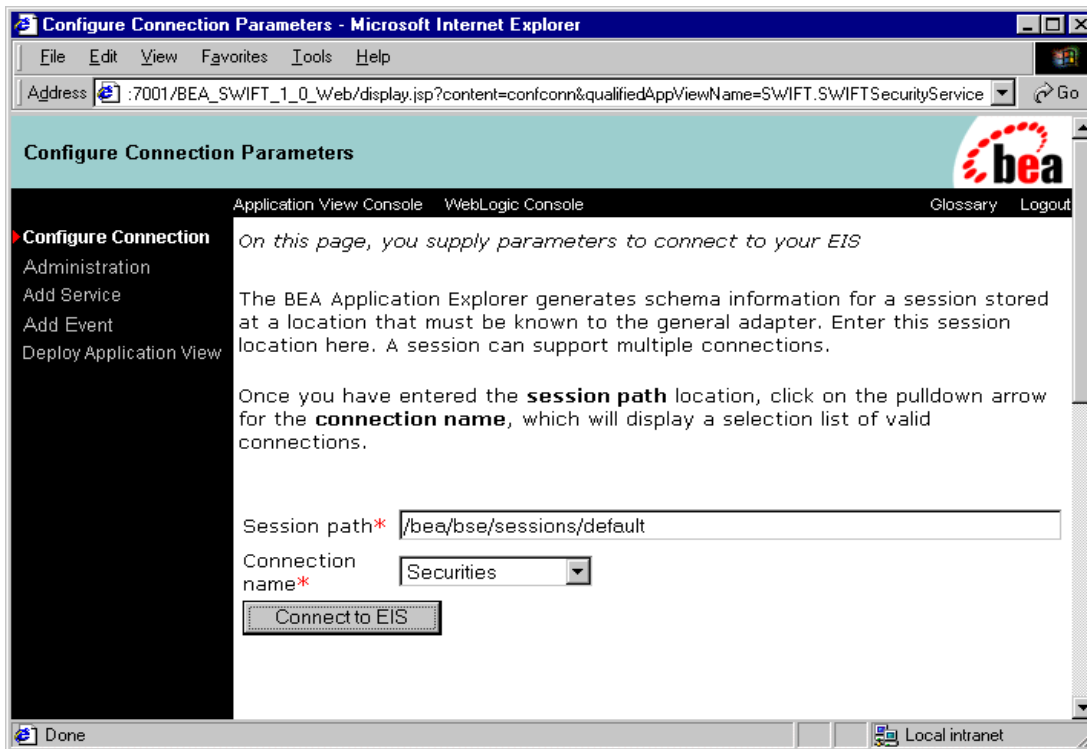 Configure Connection Parameters - Microsoft Internet Explorer
File Edit View Favorites Tools Help
Address :7001/BEA_SWIFT_1_0_Web/display.jsp?content=confconn&qualifiedAppViewName=SWIFT.SWIFTSecurityService Go
Configure Connection Parameters
bea
Application View Console WebLogic Console Glossary Logout
Configure Connection
Administration
Add Service
Add Event
Deploy Application View
On this page, you supply parameters to connect to your EIS
The BEA Application Explorer generates schema information for a session stored
at a location that must be known to the general adapter. Enter this session
location here. A session can support multiple connections.
Once you have entered the session path location, click on the pulldown arrow
for the connection name, which will display a selection list of valid
connections.
Session path* /bea/bse/sessions/default
Connection
name* Securities
Connect to EIS
Done Local intranet